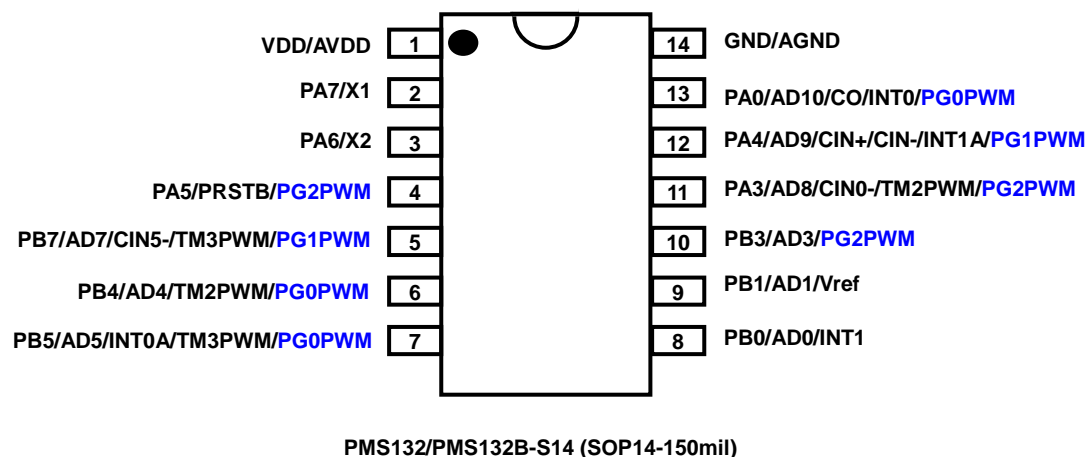 VDD/AVDD 1 14 GND/AGND
PA7/X1 2 13 PA0/AD10/CO/INT0/PG0PWM
PA6/X2 3 12 PA4/AD9/CIN+/CIN-/INT1A/PG1PWM
PA5/PRSTB/PG2PWM 4 11 PA3/AD8/CIN0-/TM2PWM/PG2PWM
PB7/AD7/CIN5-/TM3PWM/PG1PWM 5 10 PB3/AD3/PG2PWM
PB4/AD4/TM2PWM/PG0PWM 6 9 PB1/AD1/Vref
PB5/AD5/INT0A/TM3PWM/PG0PWM 7 8 PB0/AD0/INT1
PMS132/PMS132B-S14 (SOP14-150mil)